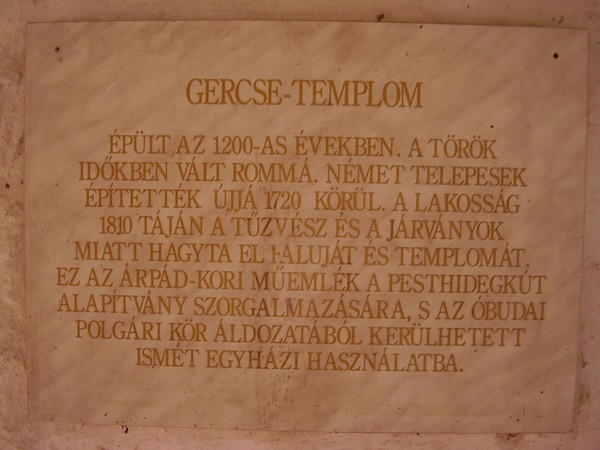 GERCSE-TEMPLOM
ÉPÜLT AZ 1200-AS ÉVEKBEN. A TÖRÖK
IDŐKBEN VÁLT ROMMÁ. NÉMET TELEPESEK
ÉPÍTETTÉK ÚJJÁ 1720 KÖRÜL. A LAKOSSÁG
1810 TÁJÁN A TŰZVÉSZ ÉS A JÁRVÁNYOK
MIATT HAGYTA EL FALUJÁT ÉS TEMPLOMÁT.
EZ AZ ÁRPÁD-KORI MŰEMLÉK A PESTHIDEGKÚT
ALAPÍTVÁNY SZORGALMAZÁSÁRA, S AZ ÓBUDAI
POLGÁRI KÖR ÁLDOZATÁBÓL KERÜLHETETT
ISMÉT EGYHÁZI HASZNÁLATBA.